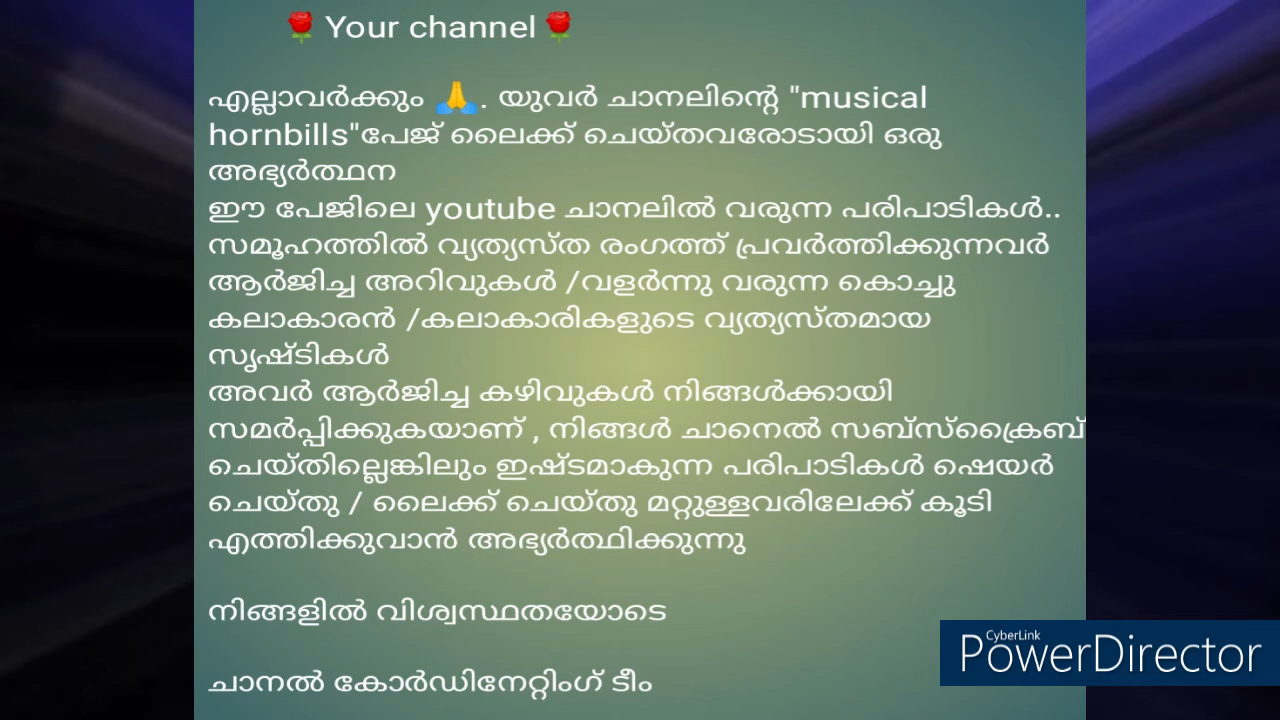 🌹 Your channel 🌹
എല്ലാവർക്കും 🙏. യുവർ ചാനലിന്റെ "musical
hornbills"പേജ് ലൈക്ക് ചെയ്തവരോടായി ഒരു
അഭ്യർത്ഥന
ഈ പേജിലെ youtube ചാനലിൽ വരുന്ന പരിപാടികൾ..
സമൂഹത്തിൽ വ്യത്യസ്ത രംഗത്ത് പ്രവർത്തിക്കുന്നവർ
ആർജിച്ച അറിവുകൾ /വളർന്നു വരുന്ന കൊച്ചു
കലാകാരൻ /കലാകാരികളുടെ വ്യത്യസ്തമായ
സൃഷ്ടികൾ
അവർ ആർജിച്ച കഴിവുകൾ നിങ്ങൾക്കായി
സമർപ്പിക്കുകയാണ് , നിങ്ങൾ ചാനെൽ സബ്സ്ക്രൈബ്
ചെയ്തില്ലെങ്കിലും ഇഷ്ടമാകുന്ന പരിപാടികൾ ഷെയർ
ചെയ്തു / ലൈക്ക് ചെയ്തു മറ്റുള്ളവരിലേക്ക് കൂടി
എത്തിക്കുവാൻ അഭ്യർത്ഥിക്കുന്നു
നിങ്ങളിൽ വിശ്വസ്ഥതയോടെ
ചാനൽ കോർഡിനേറ്റിംഗ് ടീം
CyberLink
PowerDirector